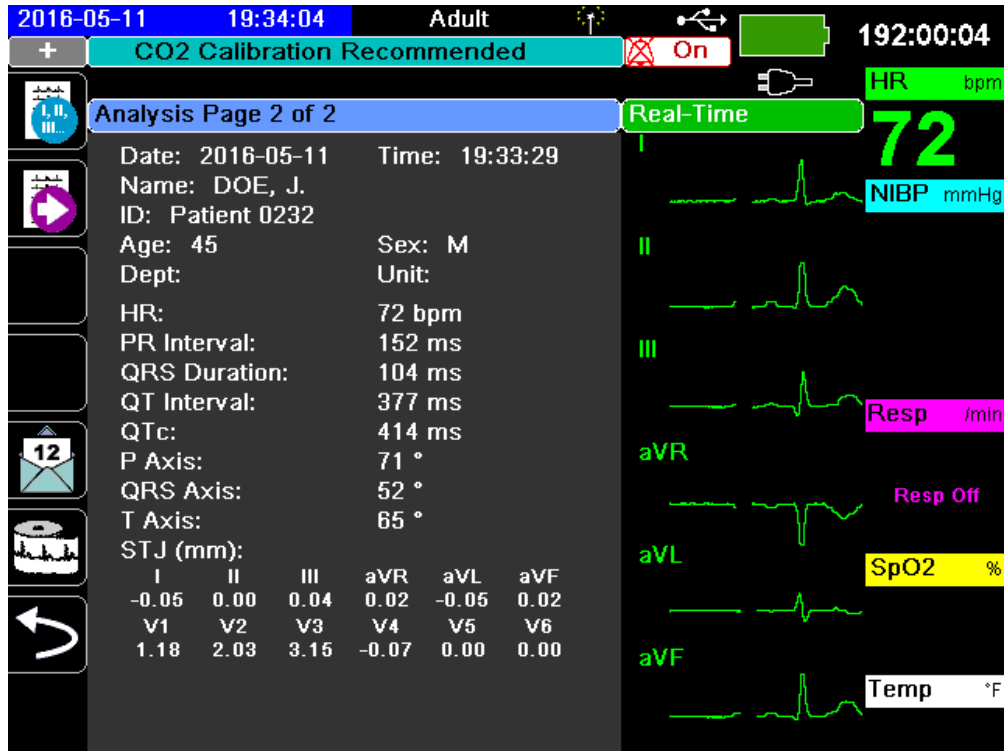 2016-05-11 19:34:04 Adult
192:00:04
+ CO2 Calibration Recommended On
HR bpm
72
I, II, III...
Analysis Page 2 of 2
Date: 2016-05-11 Time: 19:33:29
Name: DOE, J.
ID: Patient 0232
Age: 45 Sex: M
Dept: Unit:
HR: 72 bpm
PR Interval: 152 ms
QRS Duration: 104 ms
QT Interval: 377 ms
QTc: 414 ms
P Axis: 71 °
QRS Axis: 52 °
T Axis: 65 °
STJ (mm):
I II III aVR aVL aVF
-0.05 0.00 0.04 0.02 -0.05 0.02
V1 V2 V3 V4 V5 V6
1.18 2.03 3.15 -0.07 0.00 0.00
12
Real-Time
I
II
III
aVR
aVL
aVF
NIBP mmHg
Resp /min
Resp Off
SpO2 %
Temp °F